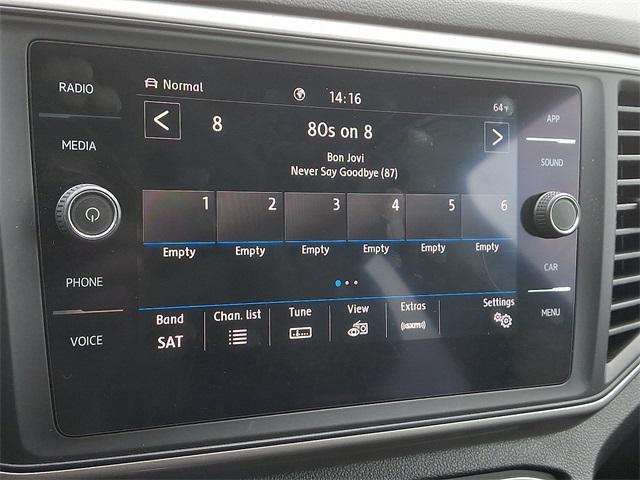 RADIO
MEDIA
PHONE
VOICE
Normal
14:16
64°F
8
80s on 8
Bon Jovi
Never Say Goodbye (87)
1 2 3 4 5 6
Empty Empty Empty Empty Empty Empty
Band Chan. list Tune View Extras Settings
SAT
((sxm))
APP
SOUND
CAR
MENU